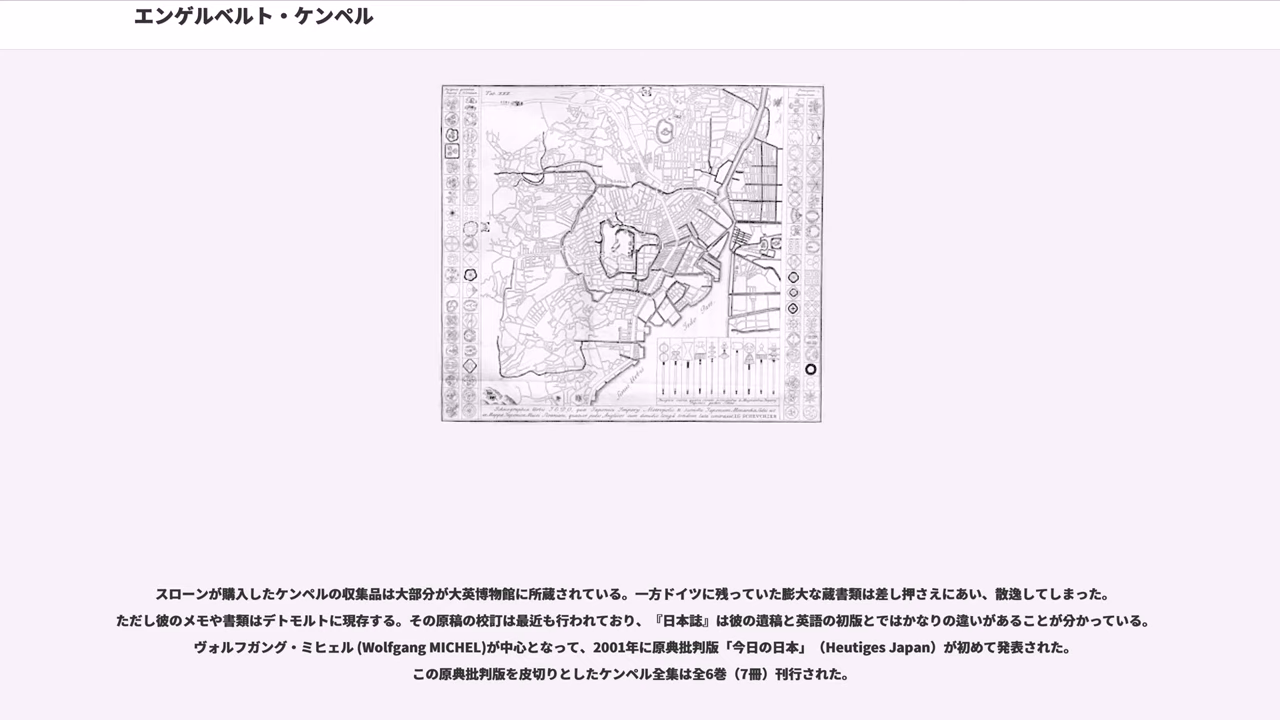 エンゲルベルト・ケンペル
スローンが購入したケンペルの収集品は大部分が大英博物館に所蔵されている。一方ドイツに残っていた膨大な蔵書類は差し押さえにあい、散逸してしまった。
ただし彼のメモや書類はデトモルトに現存する。その原稿の校訂は最近も行われており、『日本誌』は彼の遺稿と英語の初版とではかなりの違いがあることが分かっている。
ヴォルフガング・ミヒェル (Wolfgang MICHEL)が中心となって、2001年に原典批判版「今日の日本」（Heutiges Japan）が初めて発表された。
この原典批判版を皮切りとしたケンペル全集は全6巻（7冊）刊行された。